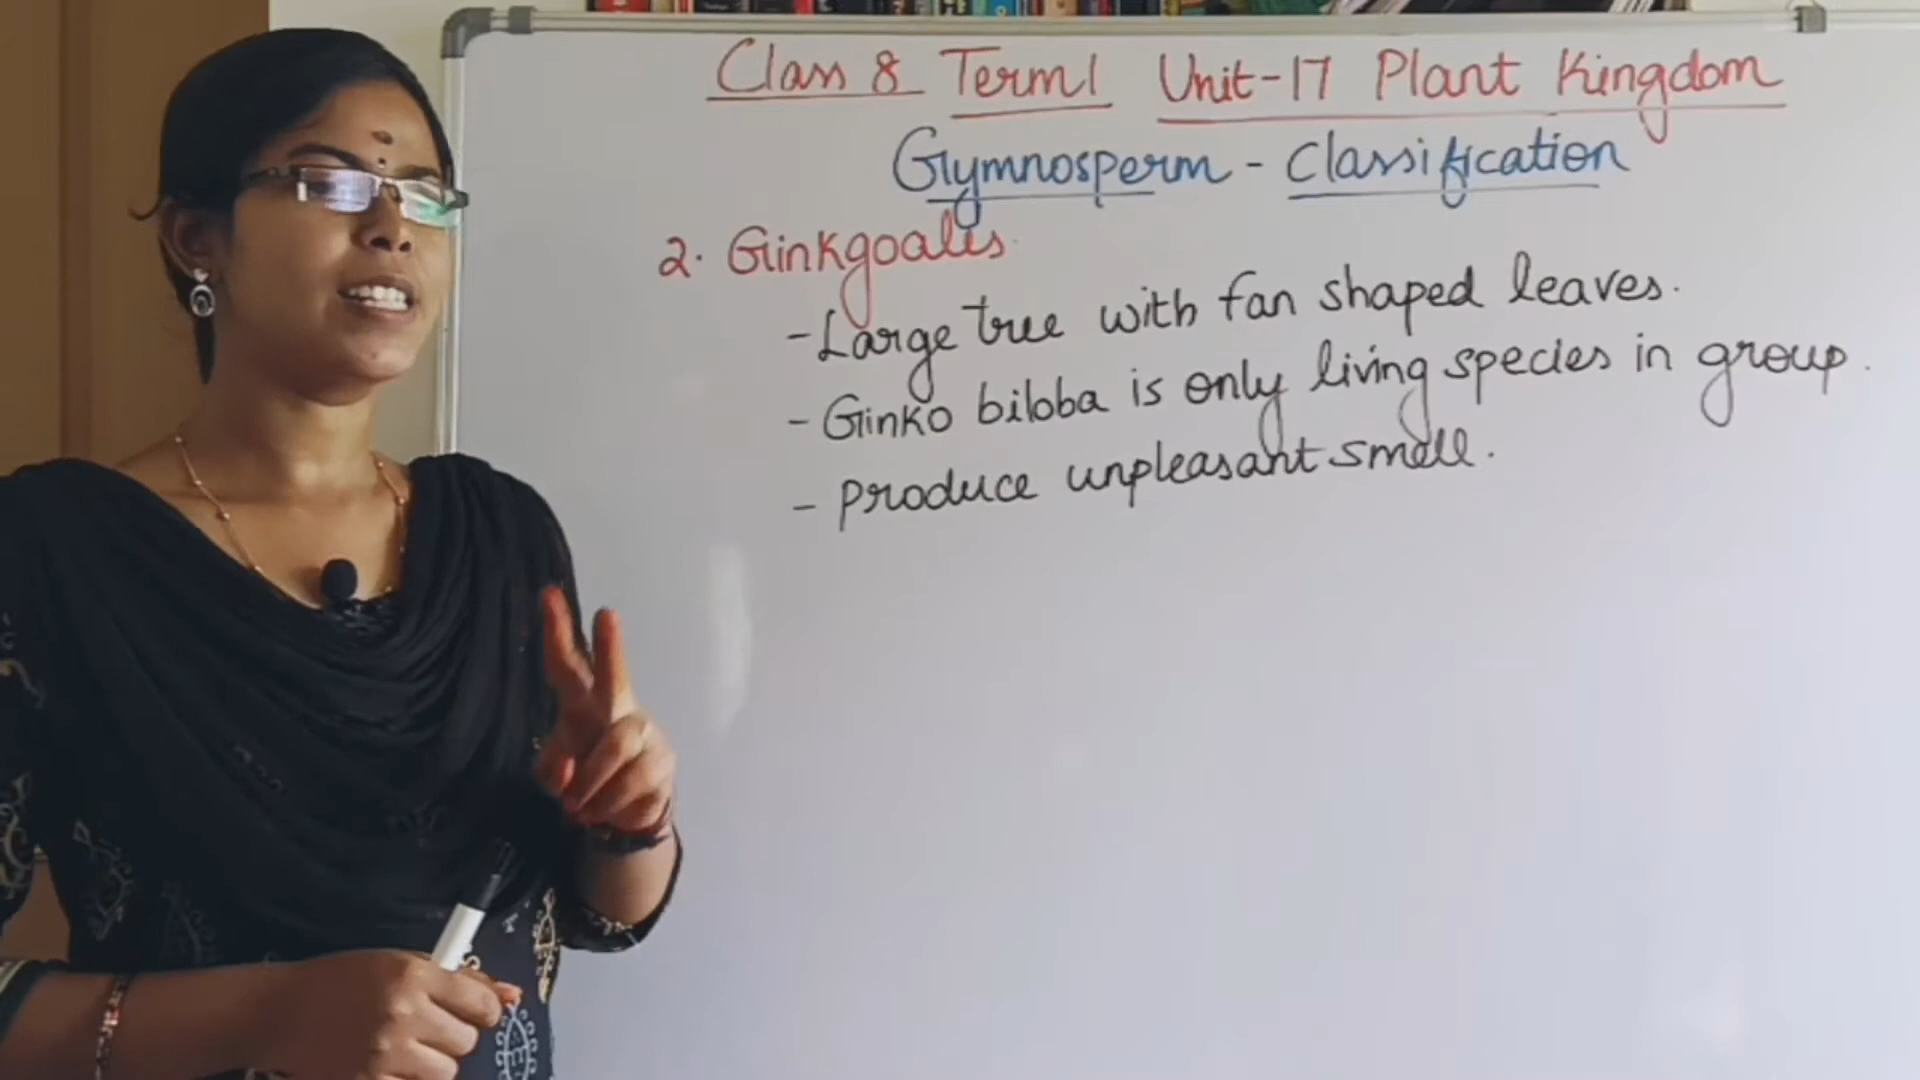 Class 8 Term 1 Unit-17 Plant Kingdom
Gymnosperm - Classification
2. Ginkgoales.
- Large tree with fan shaped leaves.
- Ginko biloba is only living species in group.
- produce unpleasant smell.